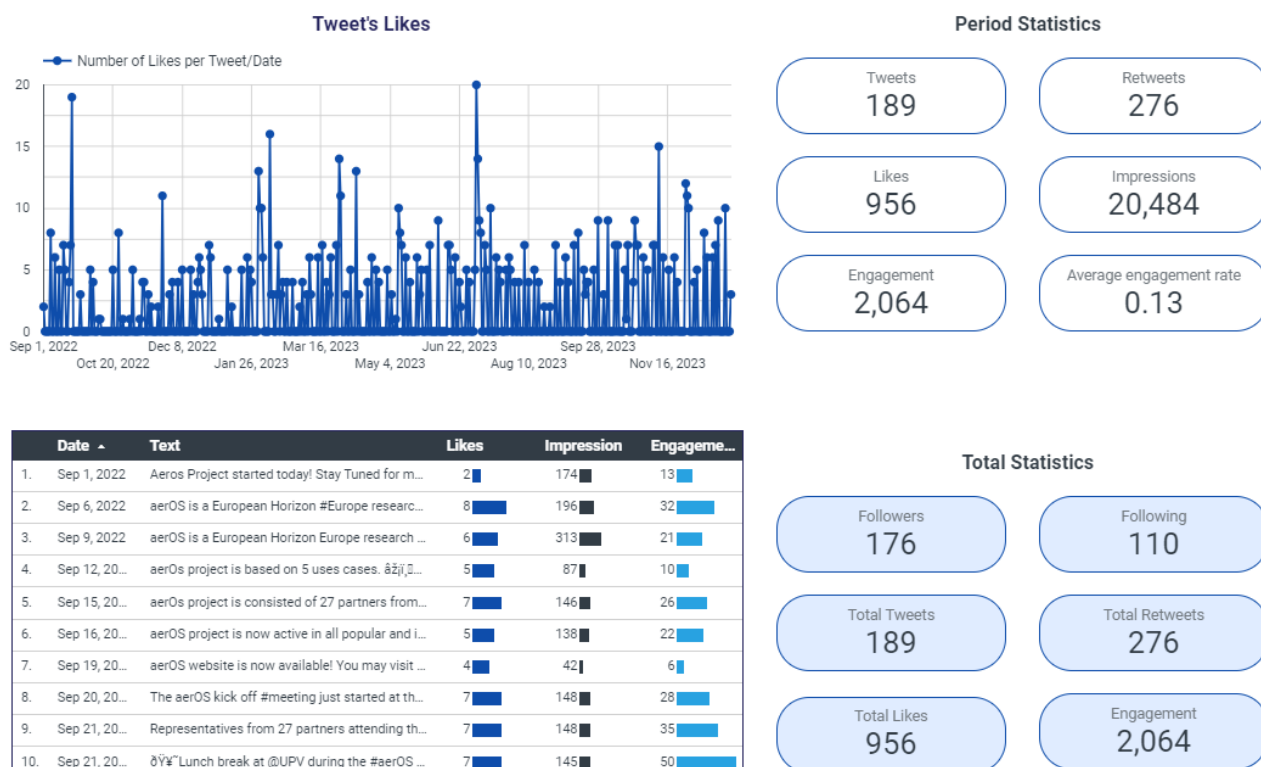 Tweet's Likes
Number of Likes per Tweet/Date
20
15
10
5
0
Sep 1, 2022 Dec 8, 2022 Mar 16, 2023 Jun 22, 2023 Sep 28, 2023
Oct 20, 2022 Jan 26, 2023 May 4, 2023 Aug 10, 2023 Nov 16, 2023
Period Statistics
Tweets Retweets
189 276
Likes Impressions
956 20,484
Engagement Average engagement rate
2,064 0.13
Date Text Likes Impression Engageme...
1. Sep 1, 2022 Aeros Project started today! Stay Tuned for m... 2 174 13
2. Sep 6, 2022 aerOS is a European Horizon #Europe researc... 8 196 32
3. Sep 9, 2022 aerOS is a European Horizon Europe research ... 6 313 21
4. Sep 12, 20... aerOs project is based on 5 uses cases. 5 87 10
5. Sep 15, 20... aerOs project is consisted of 27 partners from... 7 146 26
6. Sep 16, 20... aerOS project is now active in all popular and i... 5 138 22
7. Sep 19, 20... aerOS website is now available! You may visit ... 4 42 6
8. Sep 20, 20... The aerOS kick off #meeting just started at th... 7 148 28
9. Sep 21, 20... Representatives from 27 partners attending th... 7 148 35
10. Sep 21, 20... ðŸ¥˜Lunch break at @UPV during the #aerOS ... 7 145 50
Total Statistics
Followers Following
176 110
Total Tweets Total Retweets
189 276
Total Likes Engagement
956 2,064